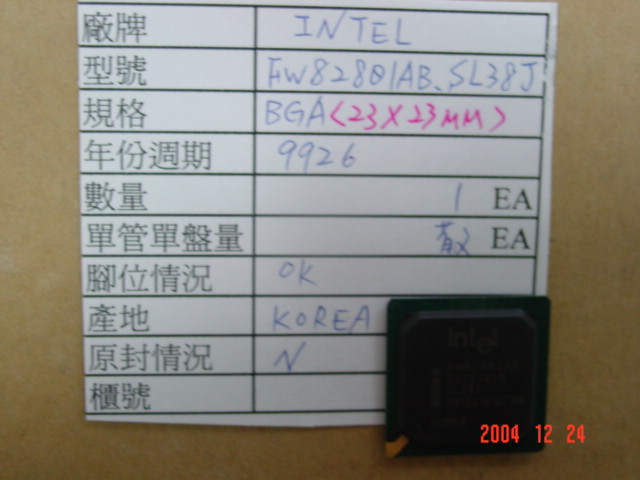 廠牌 INTEL
型號 FW82801AB、SL38J
規格 BGA<23X23MM>
年份週期 9926
數量 1 EA
單管單盤量 散 EA
腳位情況 OK
產地 KOREA
原封情況 N
櫃號
intel
2004 12 24